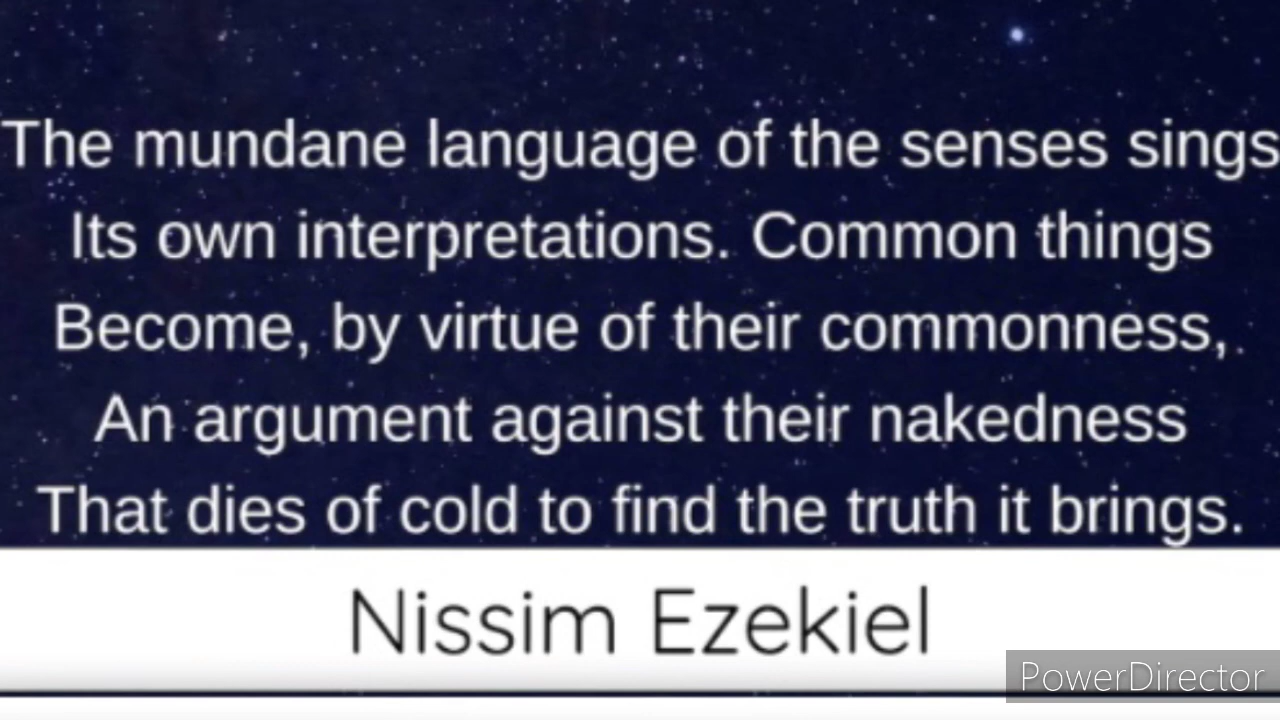 The mundane language of the senses sings
Its own interpretations. Common things
Become, by virtue of their commonness,
An argument against their nakedness
That dies of cold to find the truth it brings.
Nissim Ezekiel
PowerDirector